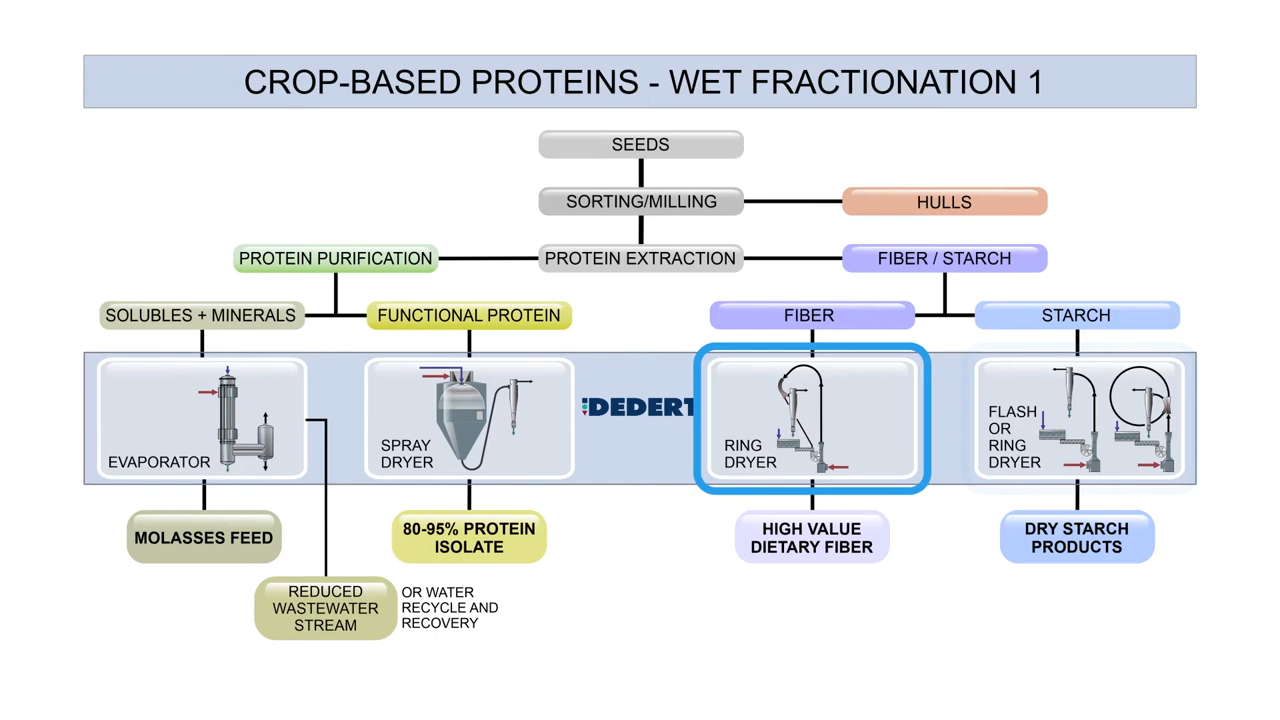 CROP-BASED PROTEINS - WET FRACTIONATION 1
SEEDS
SORTING/MILLING
HULLS
PROTEIN PURIFICATION
PROTEIN EXTRACTION
FIBER / STARCH
SOLUBLES + MINERALS
FUNCTIONAL PROTEIN
FIBER
STARCH
EVAPORATOR
SPRAY
DRYER
DEDERT
RING
DRYER
FLASH
OR
RING
DRYER
MOLASSES FEED
80-95% PROTEIN
ISOLATE
HIGH VALUE
DIETARY FIBER
DRY STARCH
PRODUCTS
REDUCED
WASTEWATER
STREAM
OR WATER
RECYCLE AND
RECOVERY